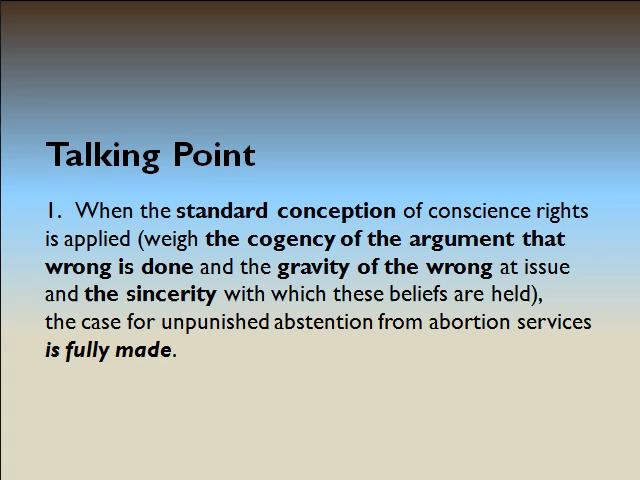 Talking Point
1. When the standard conception of conscience rights
is applied (weigh the cogency of the argument that
wrong is done and the gravity of the wrong at issue
and the sincerity with which these beliefs are held),
the case for unpunished abstention from abortion services
is fully made.